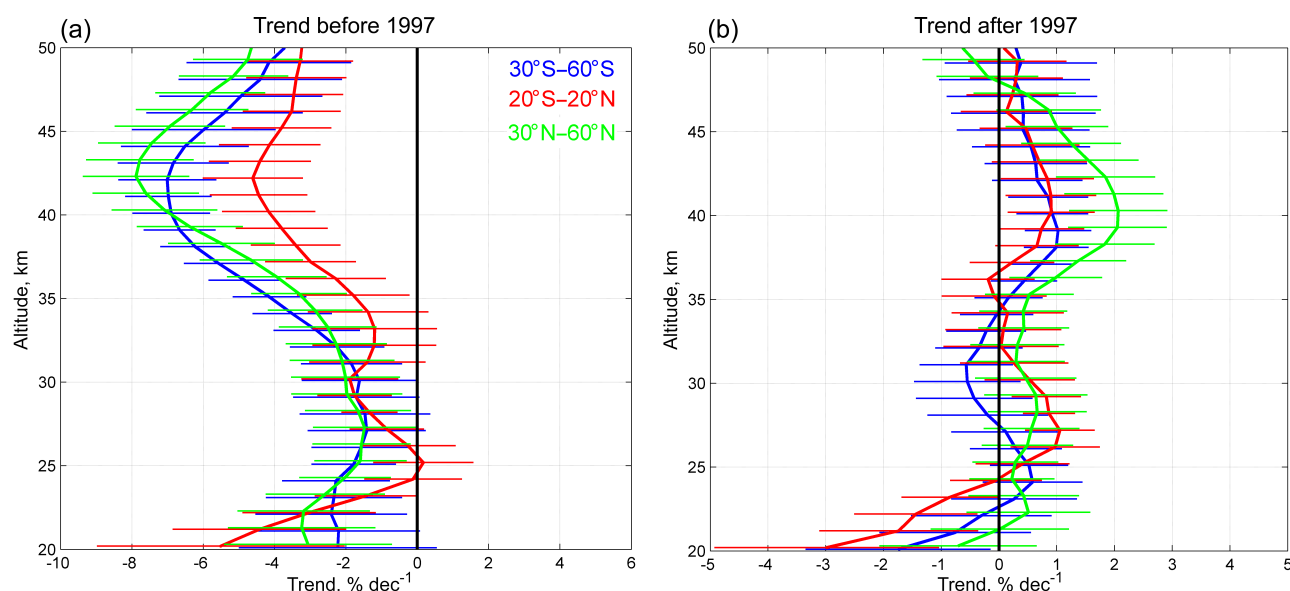 (a) Trend before 1997
50
45
40
35
30
25
20
Altitude, km
-10 -8 -6 -4 -2 0 2 4 6
Trend, % dec-1
30°S–60°S
20°S–20°N
30°N–60°N
(b) Trend after 1997
50
45
40
35
30
25
20
Altitude, km
-5 -4 -3 -2 -1 0 1 2 3 4 5
Trend, % dec-1